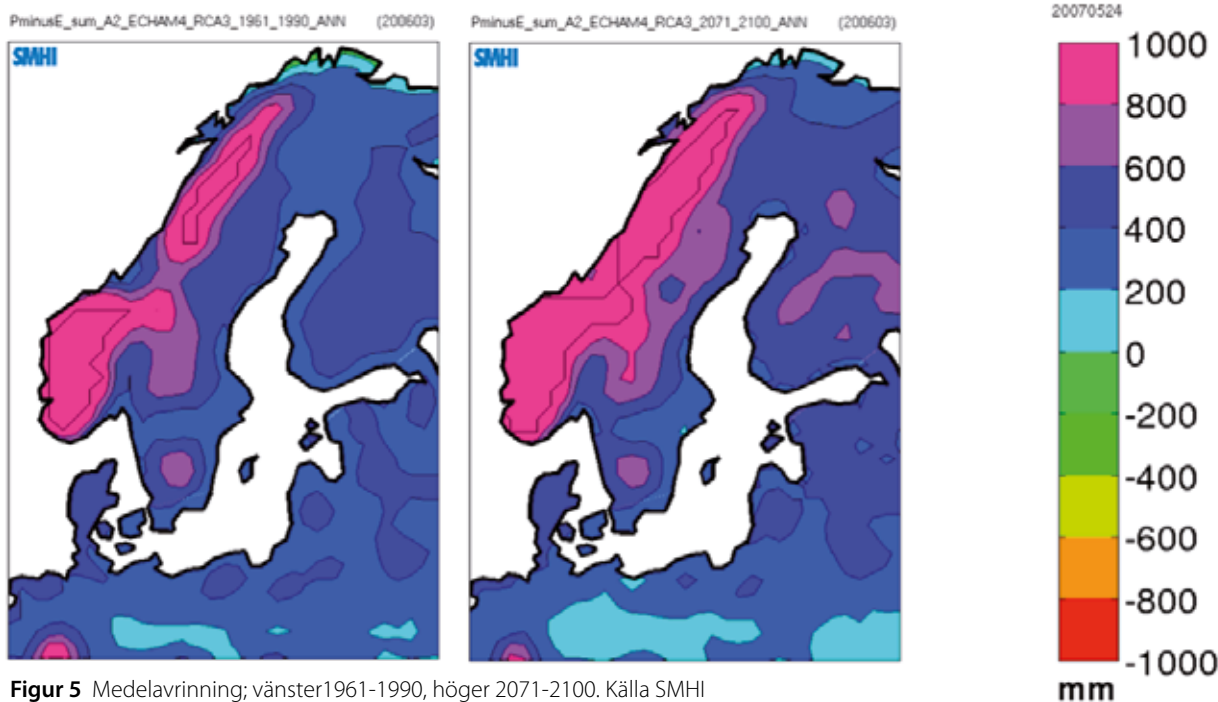 PminusE_sum_A2_ECHAM4_RCA3_1961_1990_ANN (200603)
PminusE_sum_A2_ECHAM4_RCA3_2071_2100_ANN (200603)
20070524
SMHI
SMHI
1000
800
600
400
200
0
-200
-400
-600
-800
-1000
mm
Figur 5 Medelavrinning; vänster1961-1990, höger 2071-2100. Källa SMHI